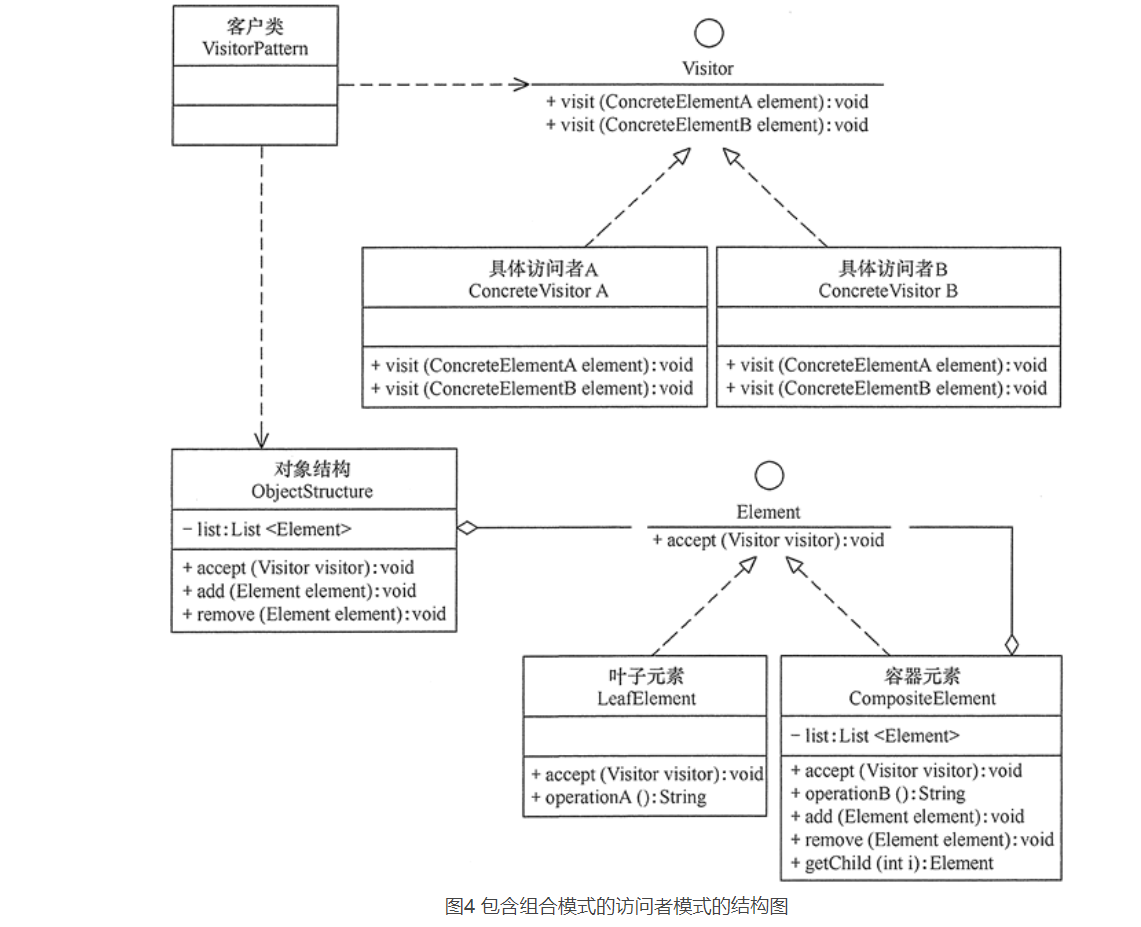 客户类
VisitorPattern
Visitor
+ visit (ConcreteElementA element) : void
+ visit (ConcreteElementB element) : void
具体访问者A
ConcreteVisitor A
+ visit (ConcreteElementA element) : void
+ visit (ConcreteElementB element) : void
具体访问者B
ConcreteVisitor B
+ visit (ConcreteElementA element) : void
+ visit (ConcreteElementB element) : void
对象结构
ObjectStructure
− list : List <Element>
+ accept (Visitor visitor) : void
+ add (Element element) : void
+ remove (Element element) : void
Element
+ accept (Visitor visitor) : void
叶子元素
LeafElement
+ accept (Visitor visitor) : void
+ operationA () : String
容器元素
CompositeElement
− list : List <Element>
+ accept (Visitor visitor) : void
+ operationB () : String
+ add (Element element) : void
+ remove (Element element) : void
+ getChild (int i) : Element
图4 包含组合模式的访问者模式的结构图